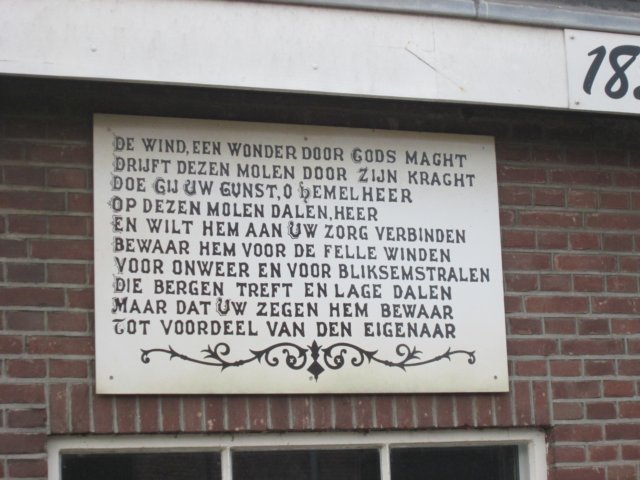 DE WIND, EEN WONDER DOOR GODS MACHT
DRIJFT DEZEN MOLEN DOOR ZIJN KRACHT
DOE GIJ UW GUNST, O HEMELHEER
OP DEZEN MOLEN DALEN, HEER
EN WILT HEM AAN UW ZORG VERBINDEN
BEWAAR HEM VOOR DE FELLE WINDEN
VOOR ONWEER EN VOOR BLIKSEMSTRALEN
DIE BERGEN TREFT EN LAGE DALEN
MAAR DAT UW ZEGEN HEM BEWAAR
TOT VOORDEEL VAN DEN EIGENAAR